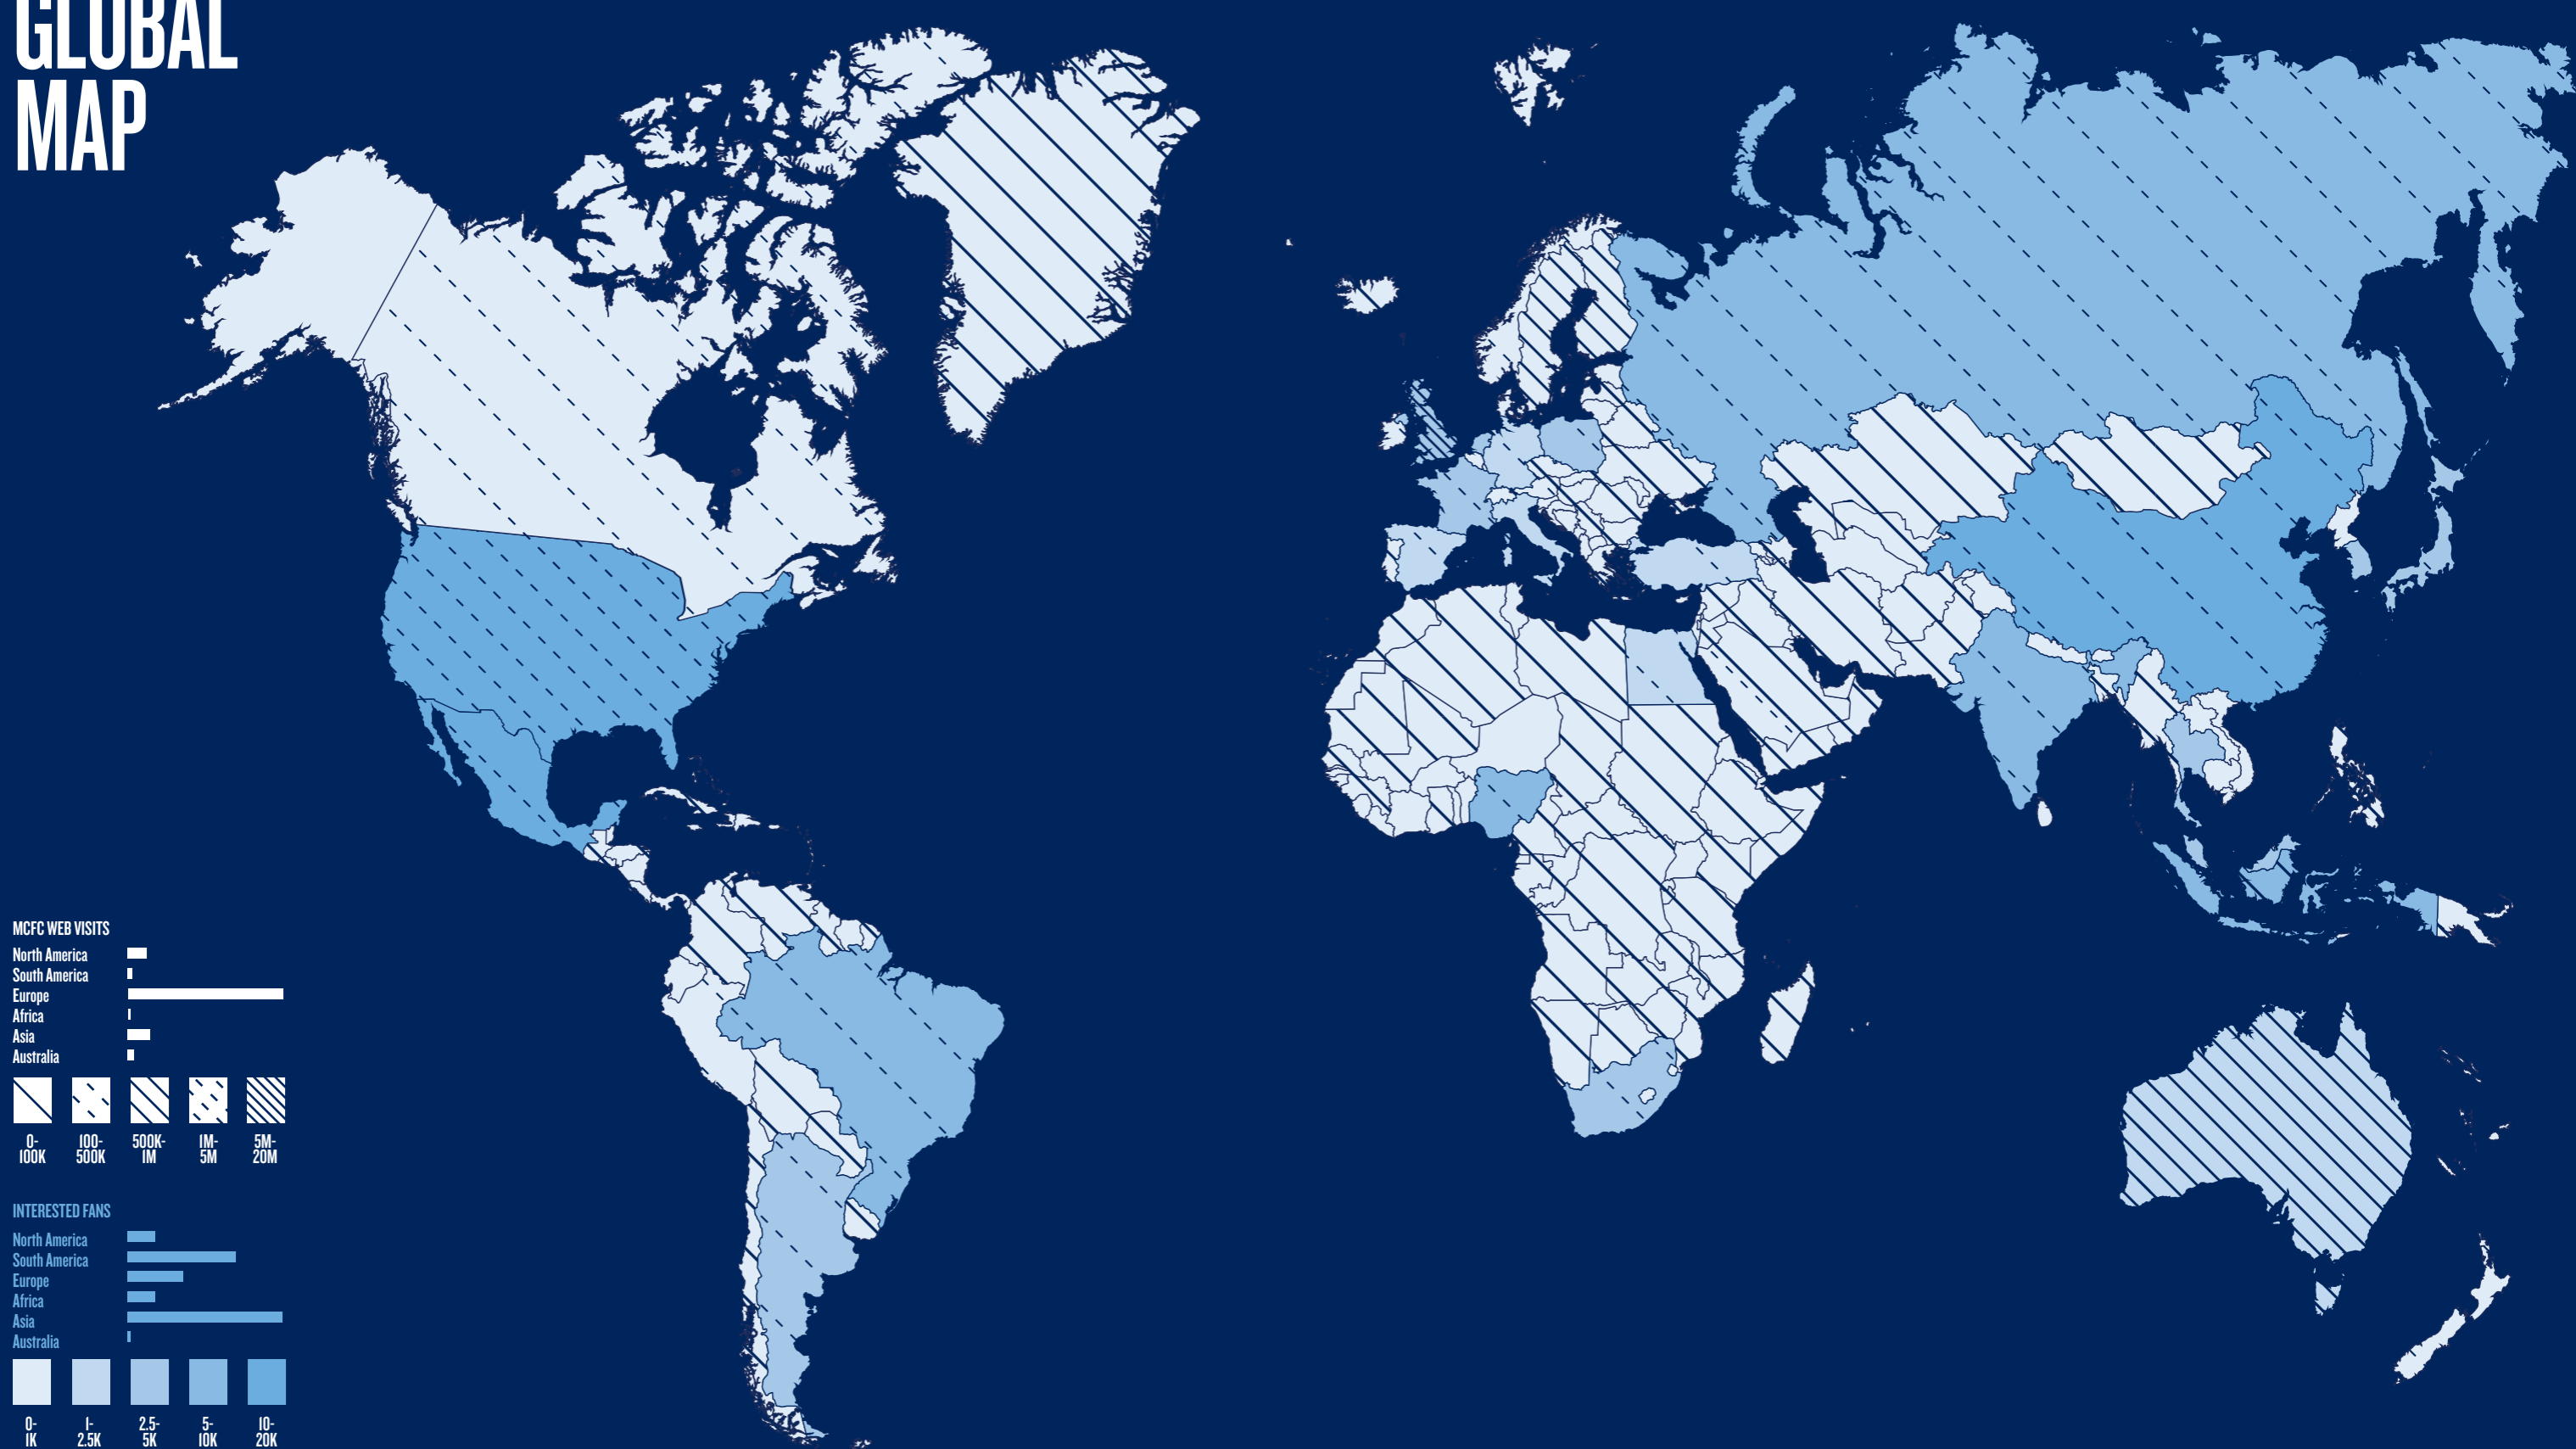 GLOBAL
MAP
MCFC WEB VISITS
North America
South America
Europe
Africa
Asia
Australia
0-
100K
100-
500K
500K-
1M
1M-
5M
5M-
20M
INTERESTED FANS
North America
South America
Europe
Africa
Asia
Australia
0-
1K
1-
2.5K
2.5-
5K
5-
10K
10-
20K